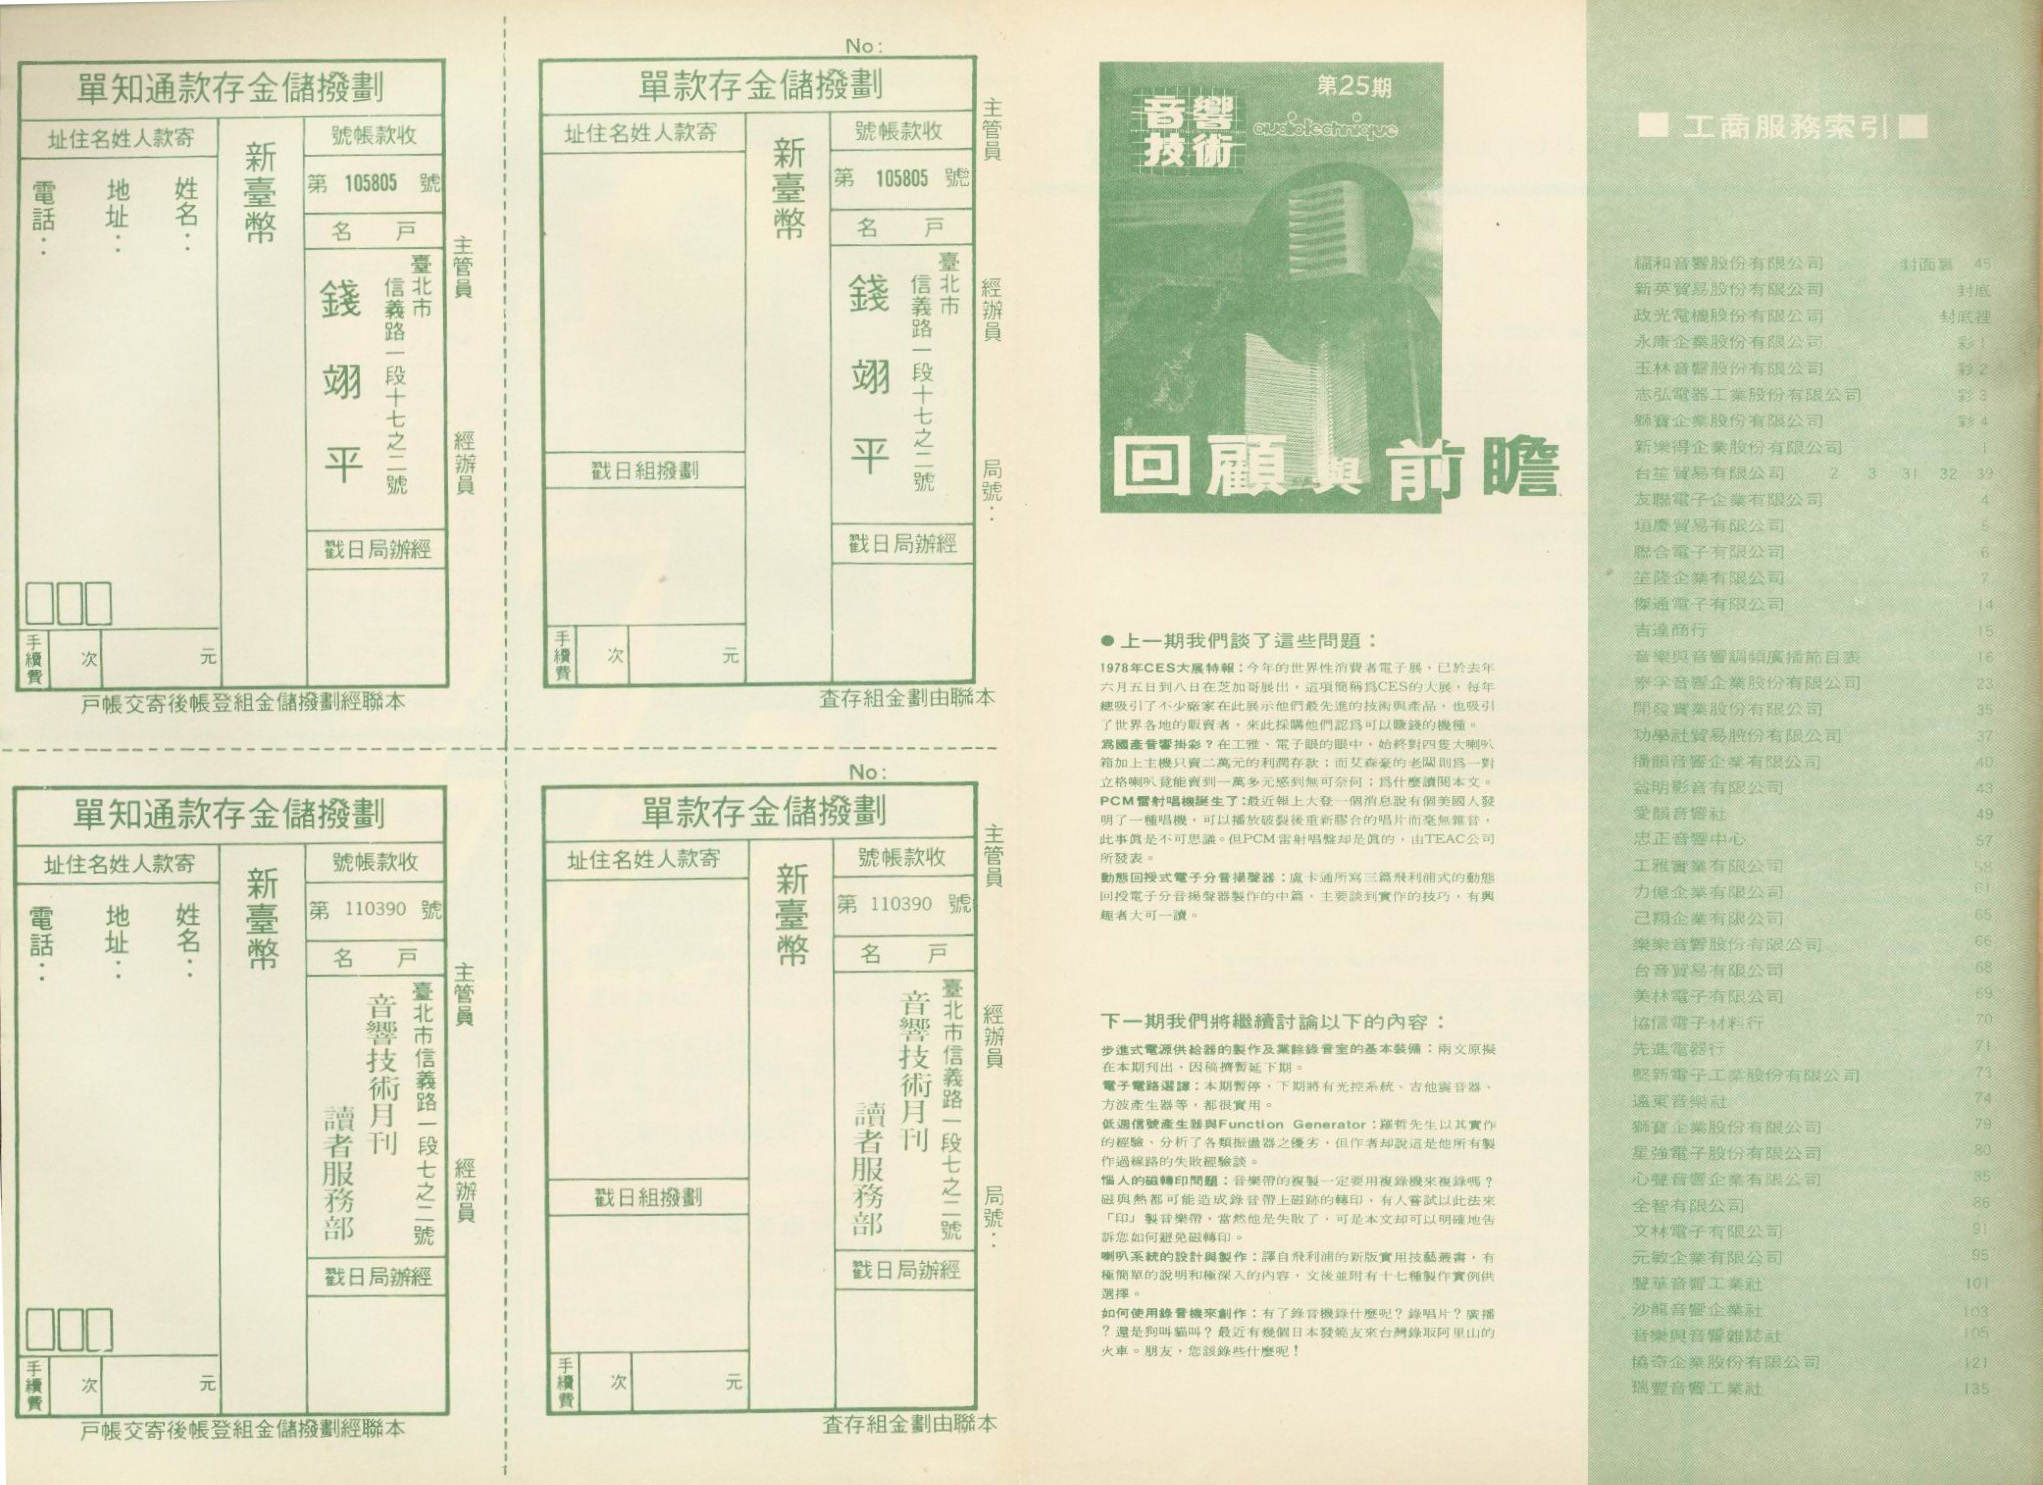 單知通款存金儲撥劃
址住名姓人款寄
新臺幣
號帳款收
第 105805 號
名 戶
臺北市
信義路一段十七之二號
錢翊平
姓名：
地址：
電話：
戳日局辦經
手續費
次
元
主管員
經辦員
戶帳交寄後帳登組金儲撥劃經聯本
No:
單款存金儲撥劃
址住名姓人款寄
新臺幣
號帳款收
第 105805 號
名 戶
臺北市
信義路一段十七之二號
錢翊平
戳日組撥劃
戳日局辦經
手續費
次
元
主管員
經辦員
局號：
查存組金劃由聯本
單知通款存金儲撥劃
址住名姓人款寄
新臺幣
號帳款收
第 110390 號
名 戶
臺北市信義路一段七之二號
音響技術月刊
讀者服務部
姓名：
地址：
電話：
戳日局辦經
手續費
次
元
主管員
經辦員
戶帳交寄後帳登組金儲撥劃經聯本
No:
單款存金儲撥劃
址住名姓人款寄
新臺幣
號帳款收
第 110390 號
名 戶
臺北市信義路一段七之二號
音響技術月刊
讀者服務部
戳日組撥劃
戳日局辦經
手續費
次
元
主管員
經辦員
局號：
查存組金劃由聯本
第25期
音響
技術
audiotechnique
回顧與前瞻
●上一期我們談了這些問題：
1978年CES大展特報：今年的世界性消費者電子展，已於去年
六月五日到八日在芝加哥展出，這項簡稱爲CES的大展，每年
總吸引了不少廠家在此展示他們最先進的技術與產品，也吸引
了世界各地的販賣者，來此採購他們認爲可以賺錢的機種。
爲國產音響掛彩？在工雅、電子眼的眼中，始終對四隻大喇叭
箱加上主機只賣二萬元的利潤存款；而艾森豪的老闆則爲一對
立格喇叭竟能賣到一萬多元感到無可奈何；爲什麼請閱本文。
PCM雷射唱機誕生了：最近報上大登一個消息說有個美國人發
明了一種唱機，可以播放破裂後重新膠合的唱片而毫無雜音，
此事眞是不可思議。但PCM雷射唱盤却是眞的，由TEAC公司
所發表。
動態回授式電子分音揚聲器：盧卡通所寫三篇飛利浦式的動態
回授電子分音揚聲器製作的中篇，主要談到實作的技巧，有興
趣者大可一讀。
下一期我們將繼續討論以下的內容：
步進式電源供給器的製作及業餘錄音室的基本裝備：兩文原擬
在本期刊出，因稿擠暫延下期。
電子電路選譯：本期暫停，下期將有光控系統、吉他震音器、
方波產生器等，都很實用。
低週信號產生器與Function Generator：羅哲先生以其實作
的經驗、分析了各類振盪器之優劣，但作者却說這是他所有製
作過線路的失敗經驗談。
惱人的磁轉印問題：音樂帶的複製一定要用複錄機來複錄嗎？
磁與熱都可能造成錄音帶上磁跡的轉印，有人嘗試以此法來
「印」製音樂帶，當然他是失敗了，可是本文却可以明確地告
訴您如何避免磁轉印。
喇叭系統的設計與製作：譯自飛利浦的新版實用技藝叢書，有
極簡單的說明和極深入的內容，文後並附有十七種製作實例供
選擇。
如何使用錄音機來創作：有了錄音機錄什麼呢？錄唱片？廣播
？還是狗叫貓叫？最近有幾個日本發燒友來台灣錄取阿里山的
火車。朋友，您該錄些什麼呢！
■ 工商服務索引 ■
福和音響股份有限公司 封面裏 45
新英貿易股份有限公司 封底
政光電機股份有限公司 封底裡
永康企業股份有限公司 彩 1
玉林音響股份有限公司 彩 2
志弘電器工業股份有限公司 彩 3
獅寶企業股份有限公司 彩 4
新樂得企業股份有限公司 1
台笙貿易有限公司 2 3 31 32 39
友聯電子企業有限公司 4
垣慶貿易有限公司 5
聯合電子有限公司 6
笙隆企業有限公司 7
傑通電子有限公司 14
吉達商行 15
音樂與音響調頻廣播節目表 16
泰孚音響企業股份有限公司 23
開發實業股份有限公司 35
功學社貿易股份有限公司 37
播韻音響企業有限公司 40
益明影音有限公司 43
愛韻音響社 49
忠正音響中心 57
工雅實業有限公司 58
力億企業有限公司 61
己翔企業有限公司 65
樂樂音響股份有限公司 66
台音貿易有限公司 68
美林電子有限公司 69
協信電子材料行 70
先進電器行 71
堅新電子工業股份有限公司 73
遠東音樂社 74
獅寶企業股份有限公司 79
星強電子股份有限公司 80
心聲音響企業有限公司 85
全智有限公司 86
文林電子有限公司 91
元敏企業有限公司 95
聲華音響工業社 101
沙龍音響企業社 103
音樂與音響雜誌社 105
協奇企業股份有限公司 121
瑞豐音響工業社 135